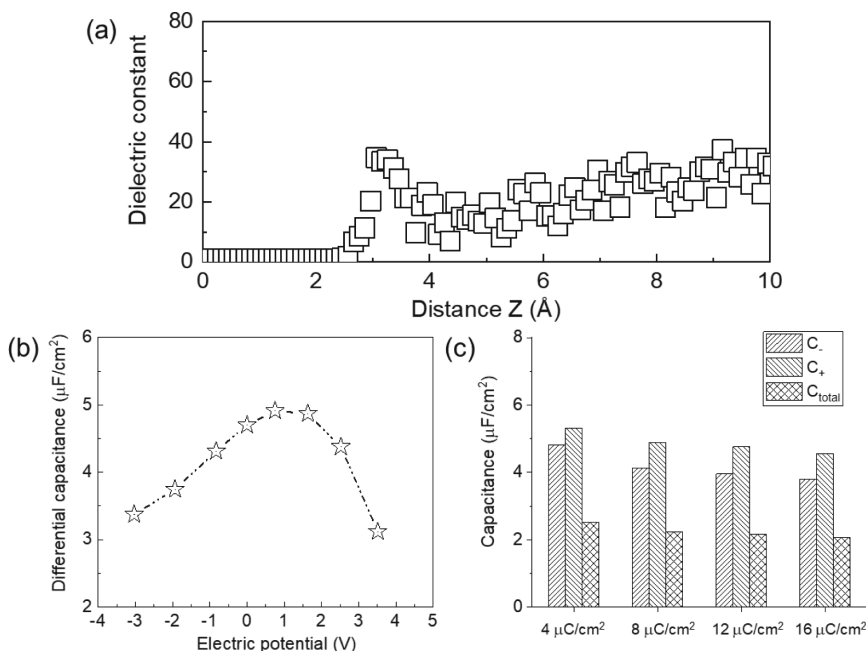 (a)
80
60
40
20
0
Dielectric constant
0 2 4 6 8 10
Distance Z (Å)
(b)
6
5
4
3
2
Differential capacitance (μF/cm²)
-4 -3 -2 -1 0 1 2 3 4 5
Electric potential (V)
(c)
8
6
4
2
0
Capacitance (μF/cm²)
C₋
C₊
C_total
4 μC/cm² 8 μC/cm² 12 μC/cm² 16 μC/cm²